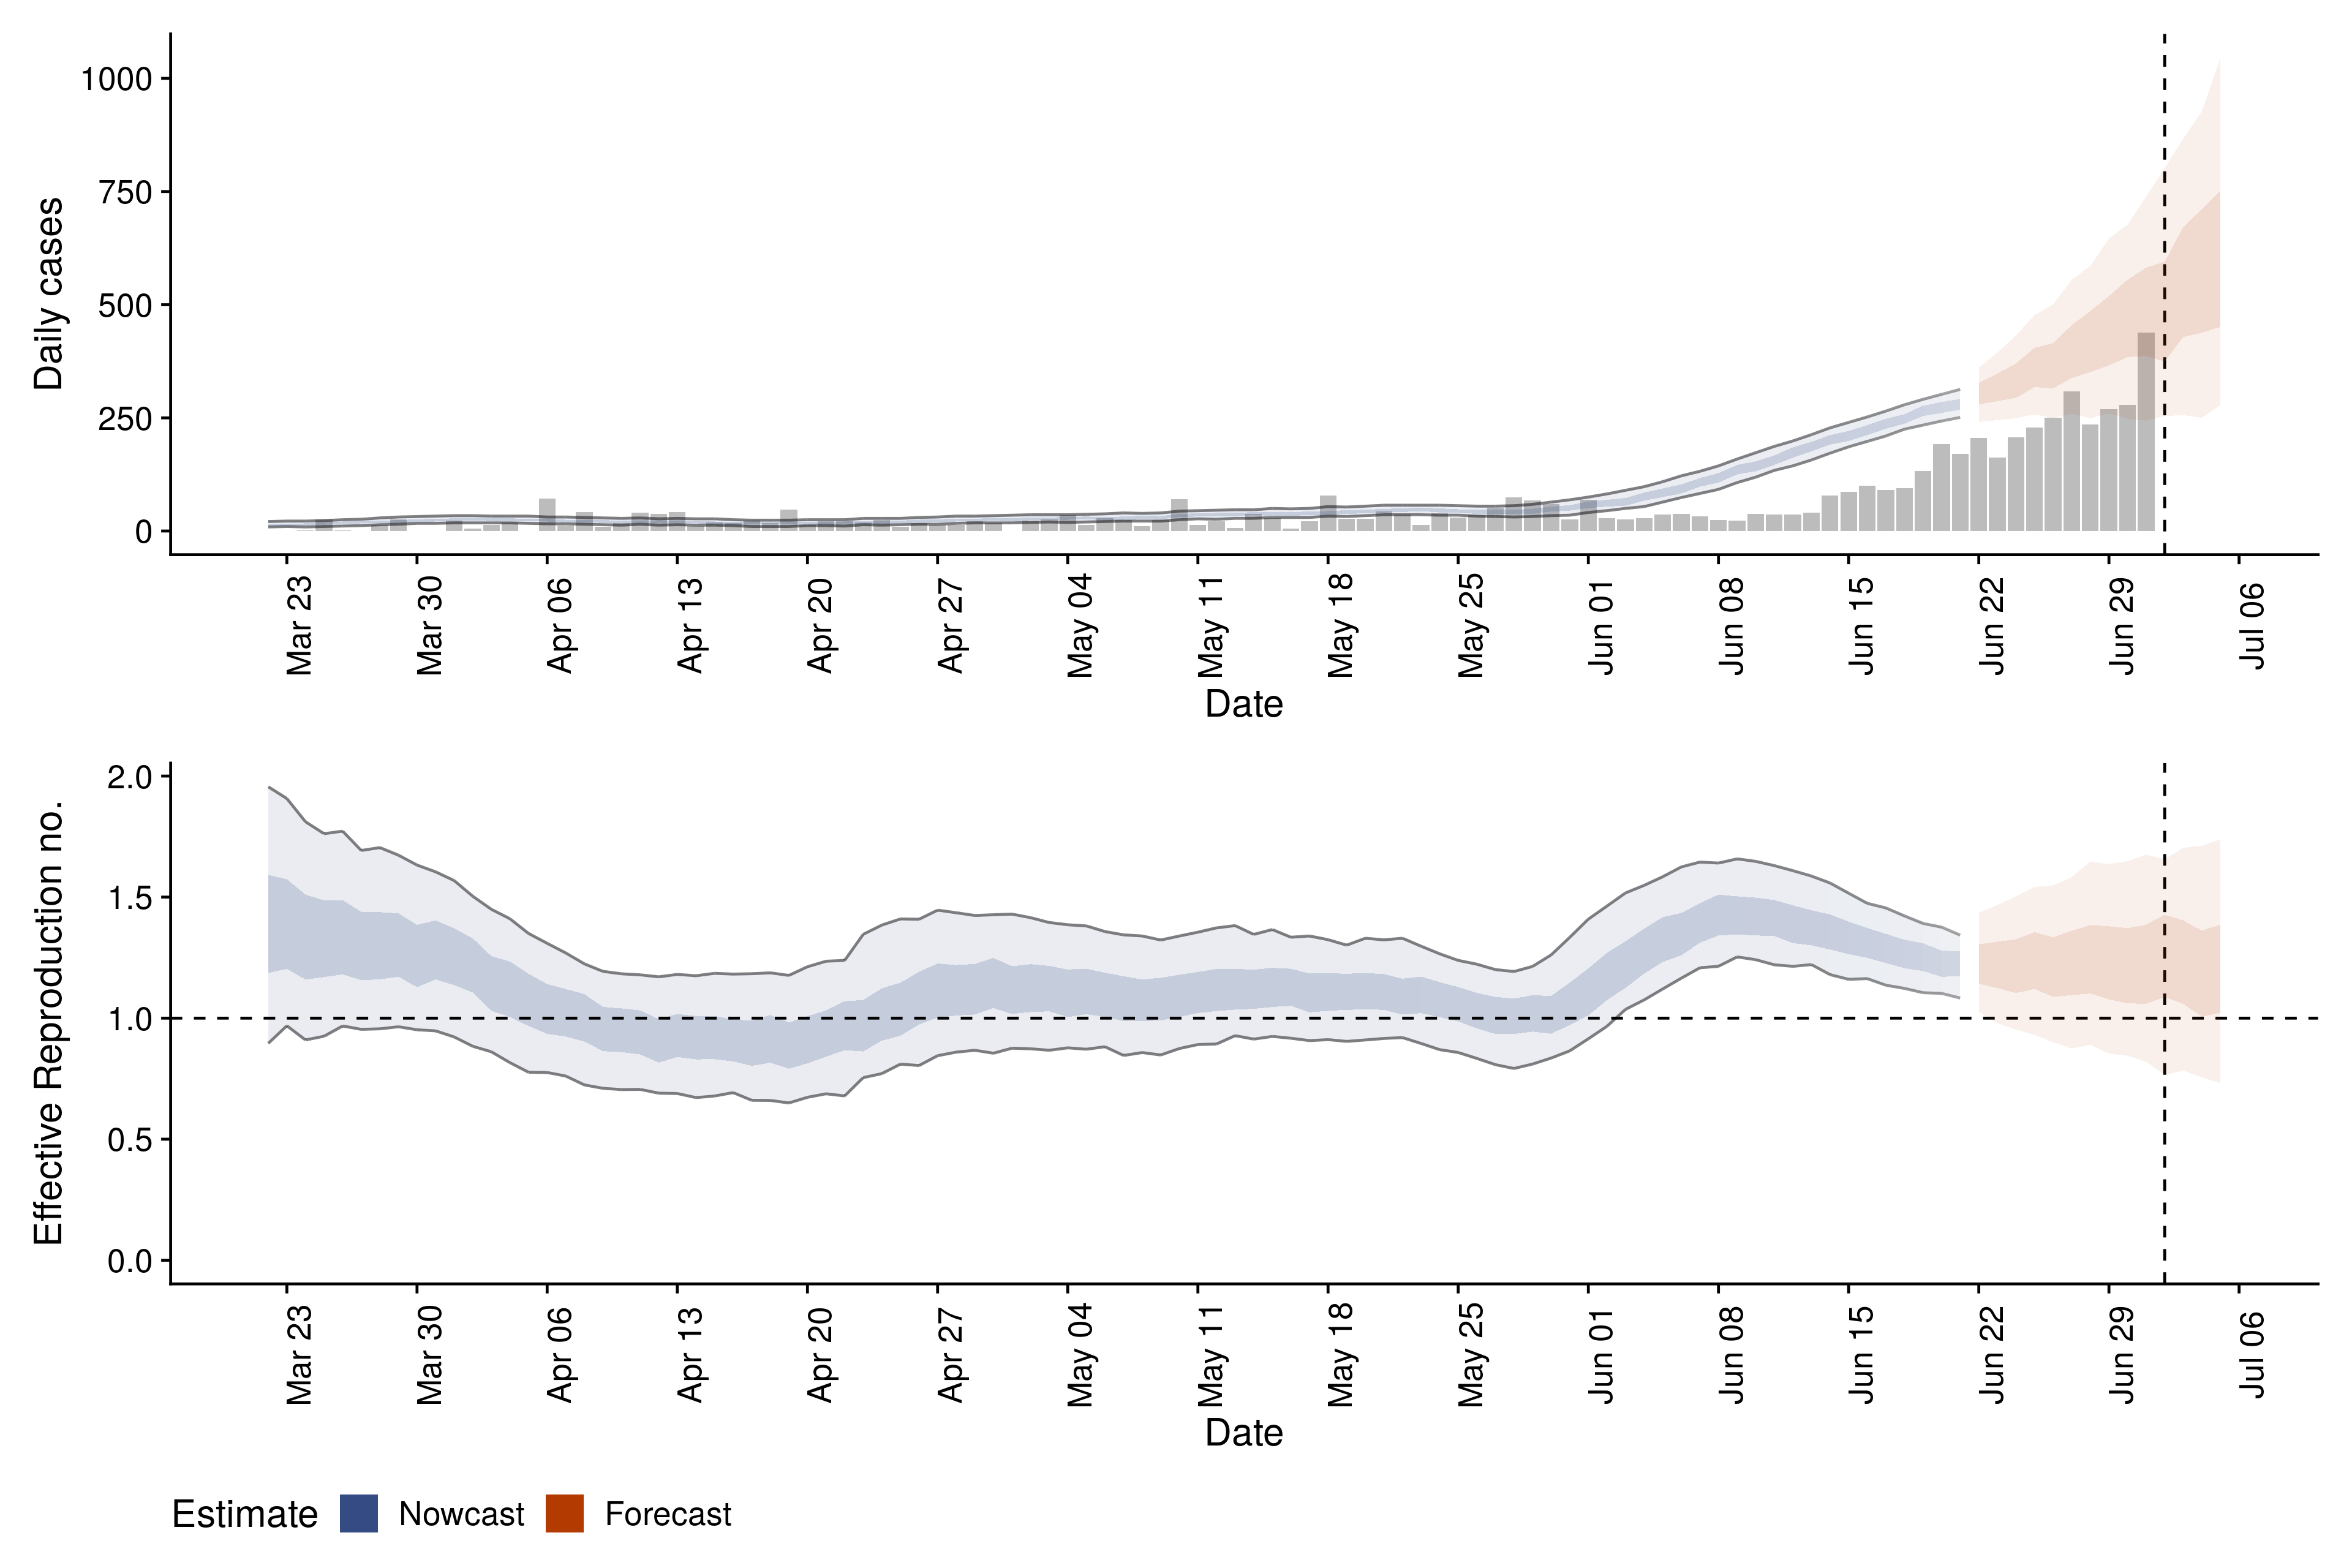 1000
750
500
250
0
Daily cases
Mar 23 Mar 30 Apr 06 Apr 13 Apr 20 Apr 27 May 04 May 11 May 18 May 25 Jun 01 Jun 08 Jun 15 Jun 22 Jun 29 Jul 06
Date
2.0
1.5
1.0
0.5
0.0
Effective Reproduction no.
Mar 23 Mar 30 Apr 06 Apr 13 Apr 20 Apr 27 May 04 May 11 May 18 May 25 Jun 01 Jun 08 Jun 15 Jun 22 Jun 29 Jul 06
Date
Estimate Nowcast Forecast